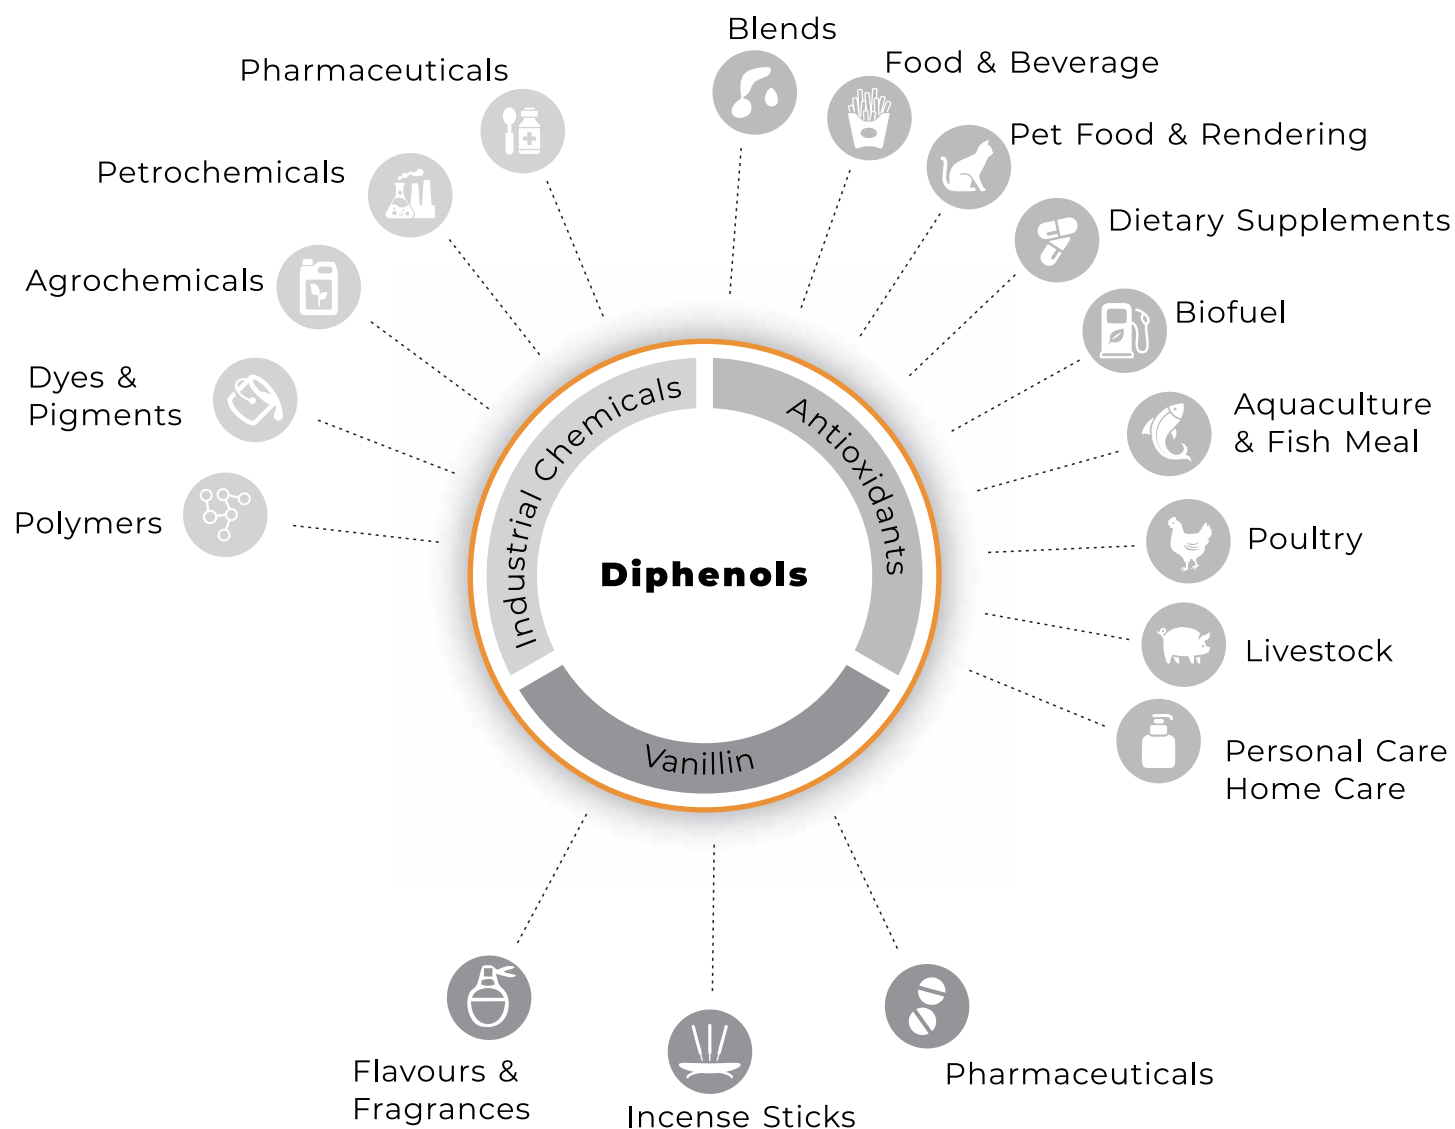 Blends
Food & Beverage
Pharmaceuticals
Pet Food & Rendering
Petrochemicals
Dietary Supplements
Agrochemicals
Biofuel
Dyes &
Pigments
Aquaculture
& Fish Meal
Polymers
Poultry
Livestock
Personal Care
Home Care
Industrial Chemicals
Antioxidants
Diphenols
Vanillin
Flavours &
Fragrances
Incense Sticks
Pharmaceuticals